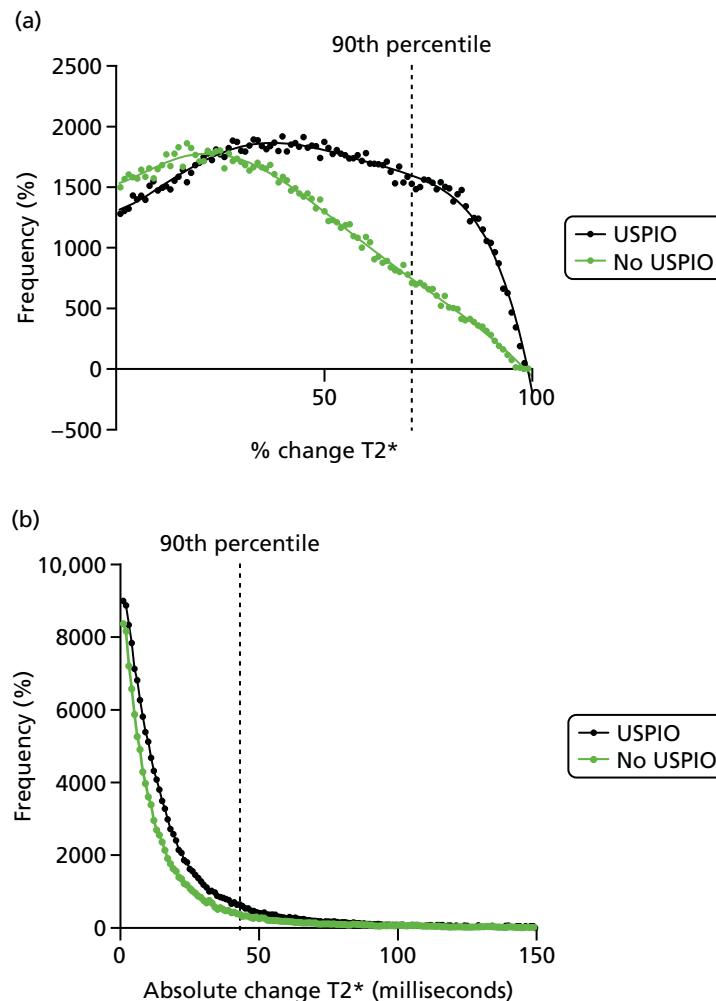 (a)
90th percentile
2500
2000
1500
1000
500
0
−500
Frequency (%)
50
100
% change T2*
USPIO
No USPIO
(b)
90th percentile
10,000
8000
6000
4000
2000
0
Frequency (%)
0
50
100
150
Absolute change T2* (milliseconds)
USPIO
No USPIO